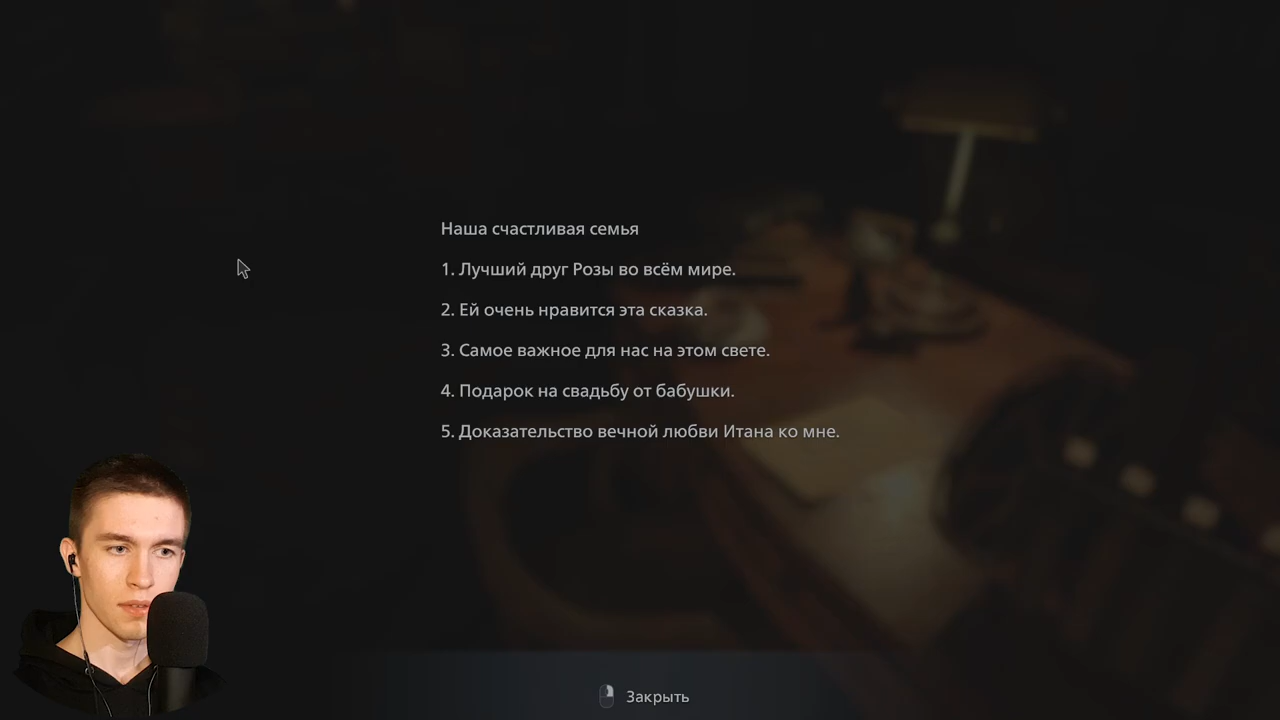 Наша счастливая семья
1. Лучший друг Розы во всём мире.
2. Ей очень нравится эта сказка.
3. Самое важное для нас на этом свете.
4. Подарок на свадьбу от бабушки.
5. Доказательство вечной любви Итана ко мне.
Закрыть